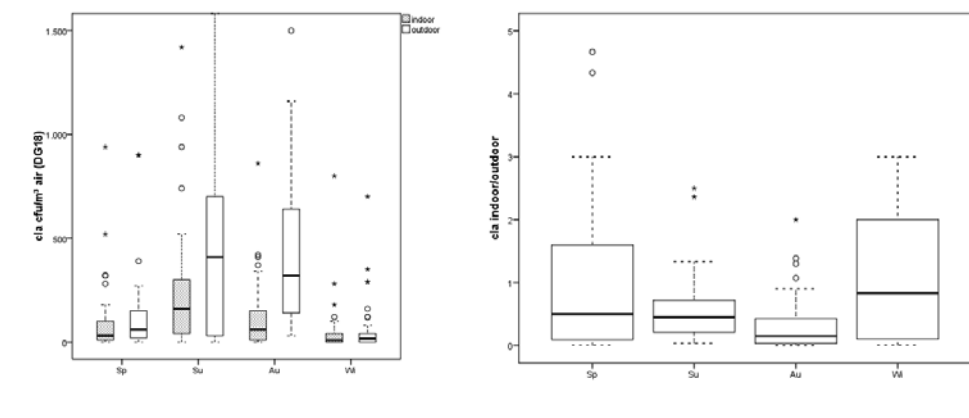 cla cfu/m³ air (DG18)
1.500
1.000
500
0
Sp Su Au Wi
indoor
outdoor
cla indoor/outdoor
5
4
3
2
1
0
Sp Su Au Wi